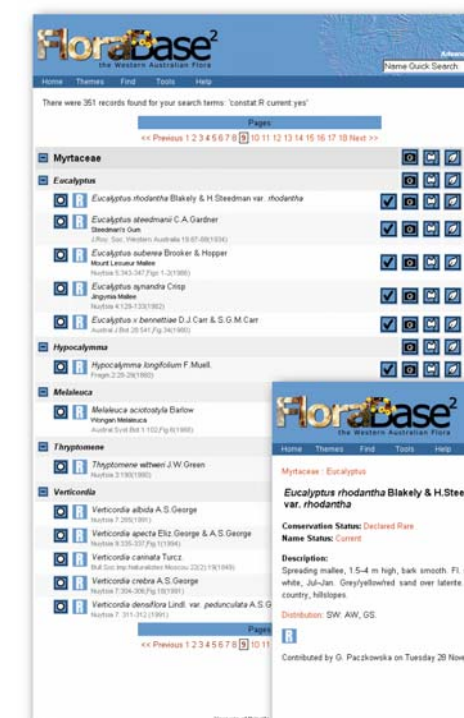 FloraBase2
the Western Australian Flora
Name Quick Search:
Home Themes Find Tools Help
There were 351 records found for your search terms: 'constat R current yes'
Pages
<< Previous 1 2 3 4 5 6 7 8 9 10 11 12 13 14 15 16 17 18 Next >>
Myrtaceae
Eucalyptus
R Eucalyptus rhodantha Blakely & H.Steedman var. rhodantha
R Eucalyptus steedmanii C.A.Gardner
Steedman's Gum
R Eucalyptus suberea Brooker & Hopper
Mount Lesueur Mallee
R Eucalyptus synandra Crisp
Jingymia Mallee
R Eucalyptus x bennettiae D.J.Carr & S.G.M.Carr
Hypocalymma
R Hypocalymma longifolium F.Muell.
Melaleuca
R Melaleuca sciotostyla Barlow
Wongan Melaleuca
Thryptomene
R Thryptomene wittweri J.W.Green
Verticordia
R Verticordia albida A.S.George
R Verticordia apecta Eliz.George & A.S.George
R Verticordia carinata Turcz.
R Verticordia crebra A.S.George
R Verticordia densiflora Lindl. var. pedunculata A.S.G
Pages
<< Previous 1 2 3 4 5 6 7 8 9 10 11
FloraBase2
the Western Australian Flora
Home Themes Find Tools Help
Myrtaceae : Eucalyptus
Eucalyptus rhodantha Blakely & H.Stee
var. rhodantha
Conservation Status: Declared Rare
Name Status: Current
Description:
Spreading mallee, 1.5–4 m high, bark smooth. Fl.
white, Jul–Jan. Grey/yellow/red sand over laterite.
country, hillslopes.
Distribution: SW: AW, GS.
R
Contributed by G. Paczkowska on Tuesday 28 Nove